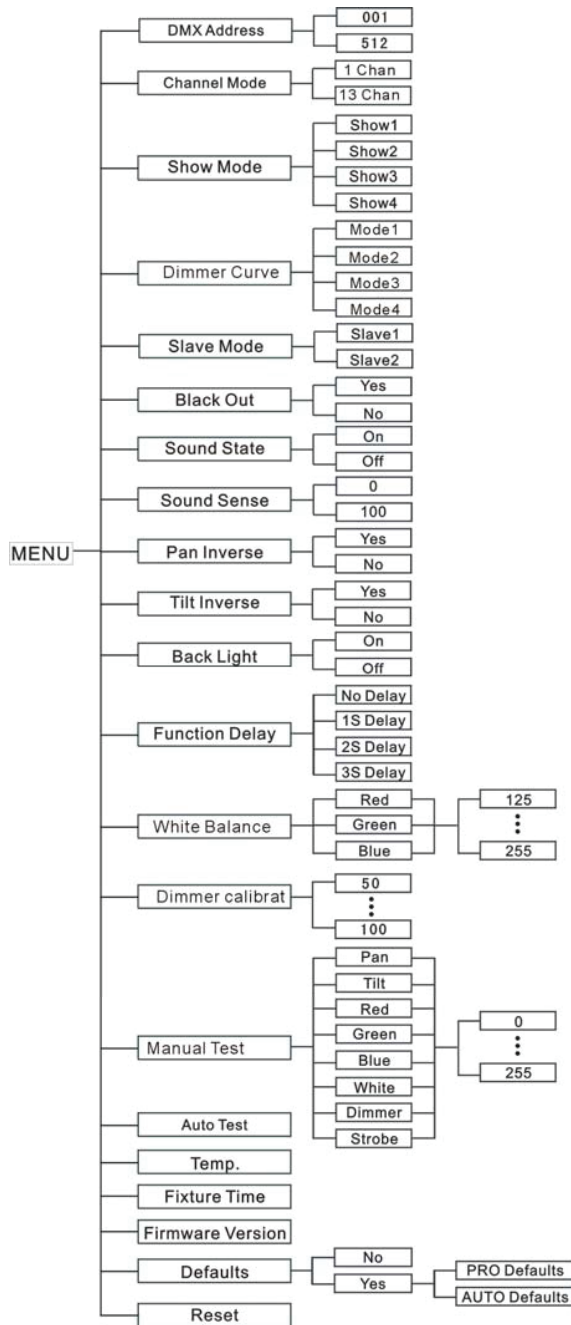 MENU
DMX Address
001
512
Channel Mode
1 Chan
13 Chan
Show Mode
Show1
Show2
Show3
Show4
Dimmer Curve
Mode1
Mode2
Mode3
Mode4
Slave Mode
Slave1
Slave2
Black Out
Yes
No
Sound State
On
Off
Sound Sense
0
100
Pan Inverse
Yes
No
Tilt Inverse
Yes
No
Back Light
On
Off
Function Delay
No Delay
1S Delay
2S Delay
3S Delay
White Balance
Red
Green
Blue
125
255
Dimmer calibrat
50
100
Manual Test
Pan
Tilt
Red
Green
Blue
White
Dimmer
Strobe
0
255
Auto Test
Temp.
Fixture Time
Firmware Version
Defaults
No
Yes
PRO Defaults
AUTO Defaults
Reset